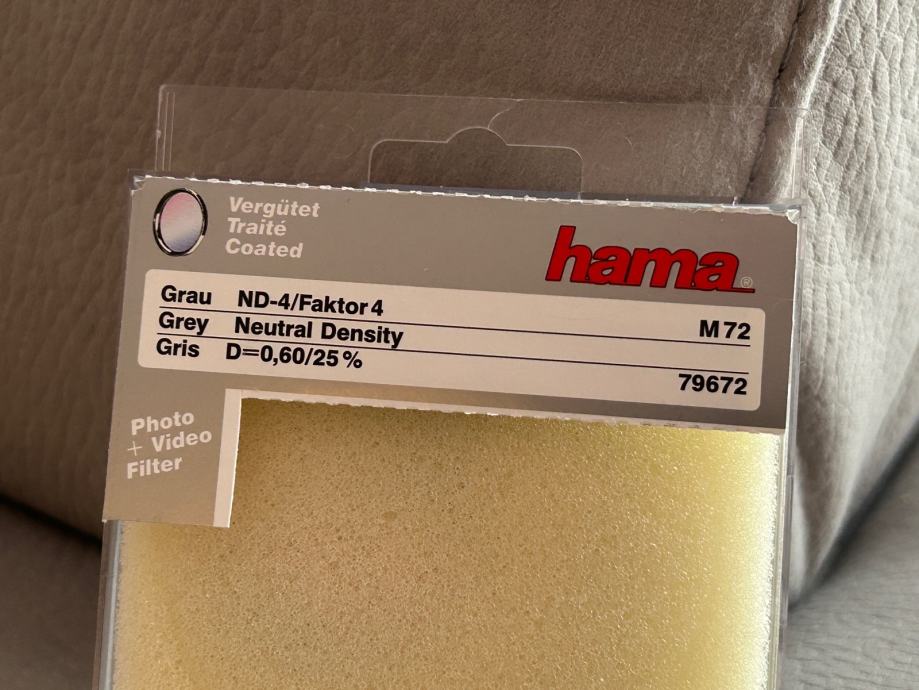 Vergütet
Traité
Coated
hama®
Grau ND-4/Faktor 4
Grey Neutral Density M 72
Gris D=0,60/25 %
79672
Photo
+ Video
Filter